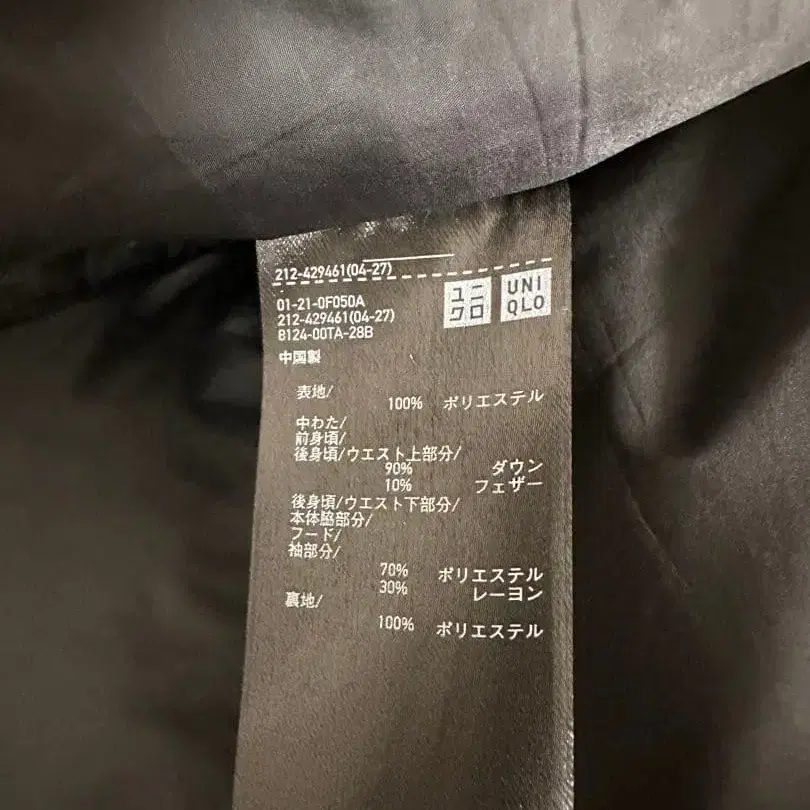 212-429461(04-27)
ユニクロ
UNIQLO
01-21-0F050A
212-429461(04-27)
8124-00TA-28B
中国製
表地/
100% ポリエステル
中わた/
前身頃/
後身頃/ウエスト上部分/
90% ダウン
10% フェザー
後身頃/ウエスト下部分/
本体脇部分/
フード/
袖部分/
70% ポリエステル
30% レーヨン
裏地/
100% ポリエステル